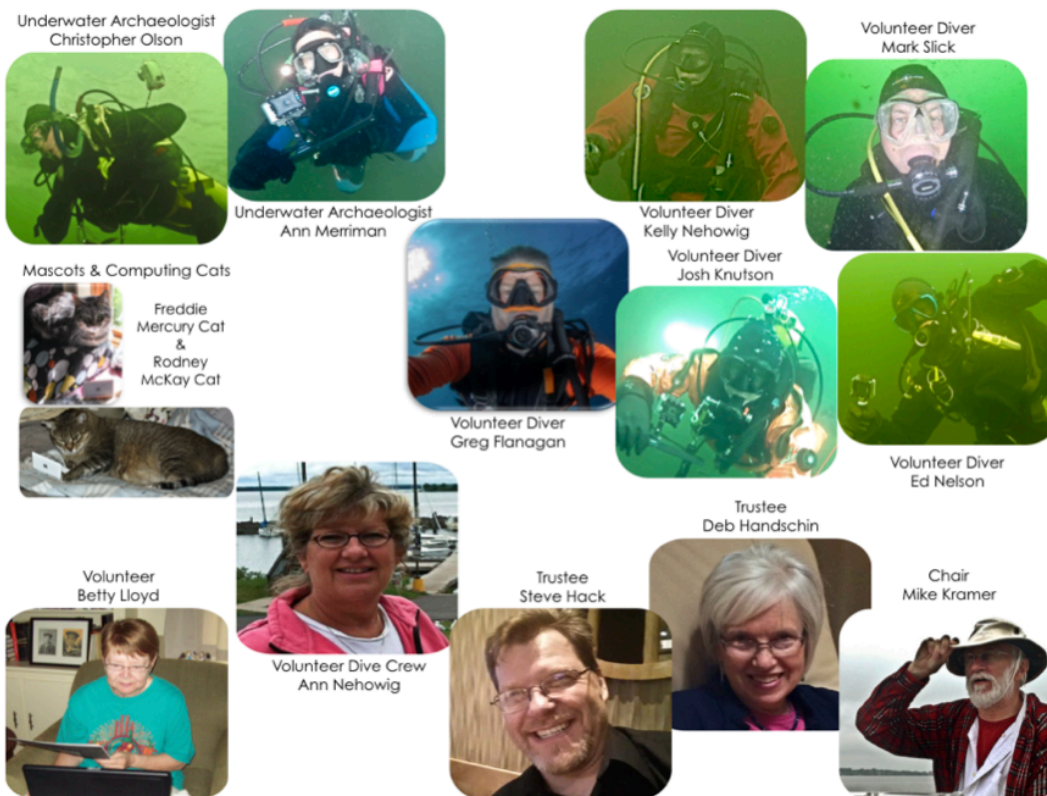 Underwater Archaeologist
Christopher Olson
Underwater Archaeologist
Ann Merriman
Volunteer Diver
Kelly Nehowig
Volunteer Diver
Mark Slick
Mascots & Computing Cats
Freddie
Mercury Cat
&
Rodney
McKay Cat
Volunteer Diver
Greg Flanagan
Volunteer Diver
Josh Knutson
Volunteer Diver
Ed Nelson
Volunteer
Betty Lloyd
Volunteer Dive Crew
Ann Nehowig
Trustee
Steve Hack
Trustee
Deb Handschin
Chair
Mike Kramer